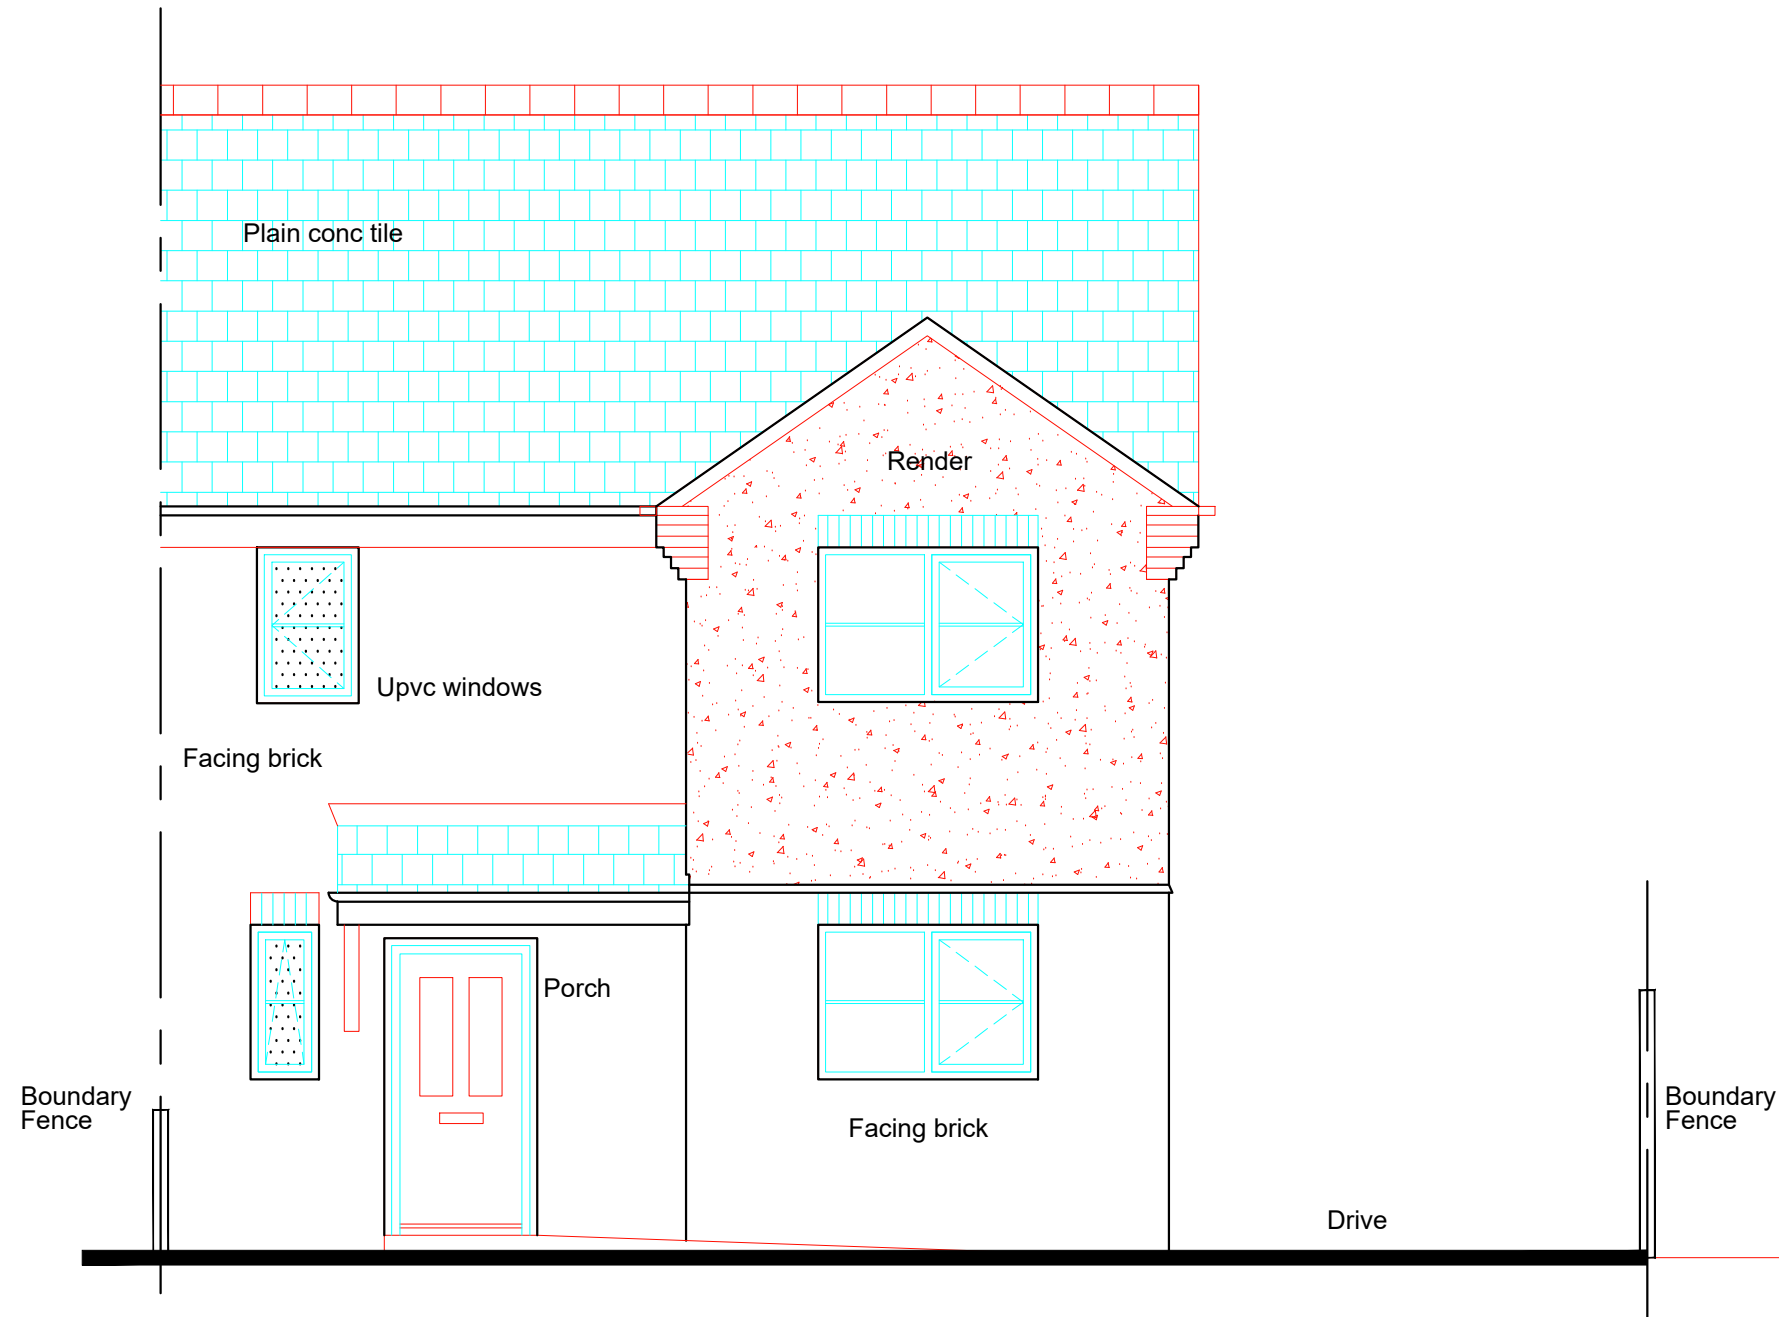 Plain conc tile
Render
Upvc windows
Facing brick
Porch
Boundary
Fence
Boundary
Fence
Facing brick
Drive